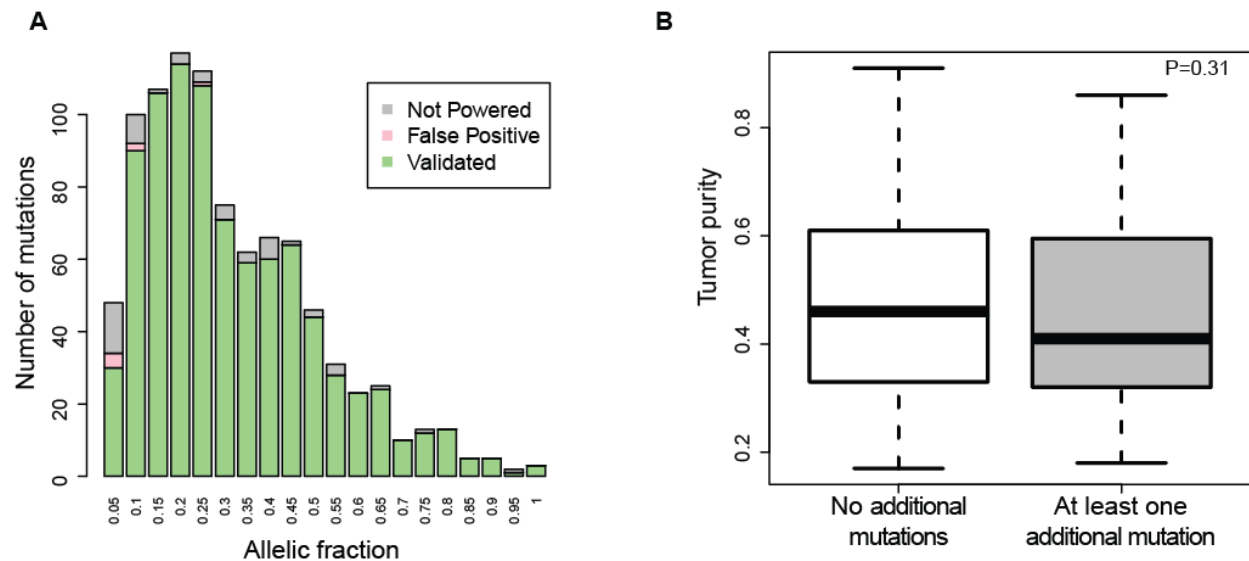 A
Number of mutations
100
80
60
40
20
0
Not Powered
False Positive
Validated
0.05 0.1 0.15 0.2 0.25 0.3 0.35 0.4 0.45 0.5 0.55 0.6 0.65 0.7 0.75 0.8 0.85 0.9 0.95 1
Allelic fraction
B
P=0.31
Tumor purity
0.8
0.6
0.4
0.2
No additional
mutations
At least one
additional mutation